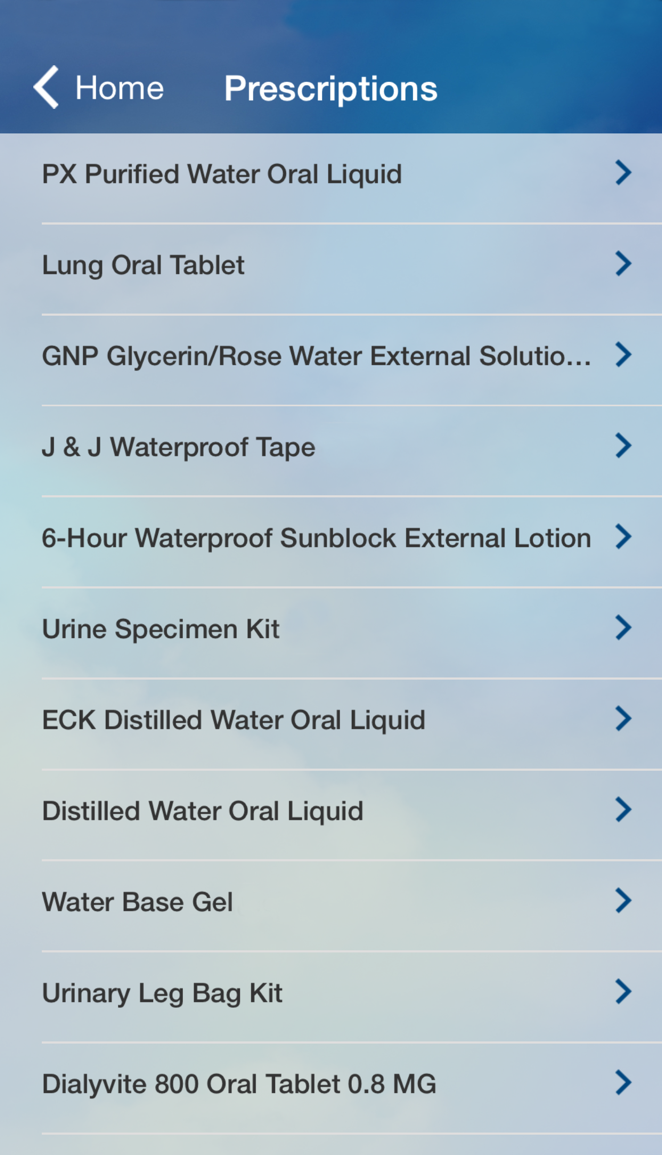 Home
Prescriptions
PX Purified Water Oral Liquid
Lung Oral Tablet
GNP Glycerin/Rose Water External Solutio...
J & J Waterproof Tape
6-Hour Waterproof Sunblock External Lotion
Urine Specimen Kit
ECK Distilled Water Oral Liquid
Distilled Water Oral Liquid
Water Base Gel
Urinary Leg Bag Kit
Dialyvite 800 Oral Tablet 0.8 MG